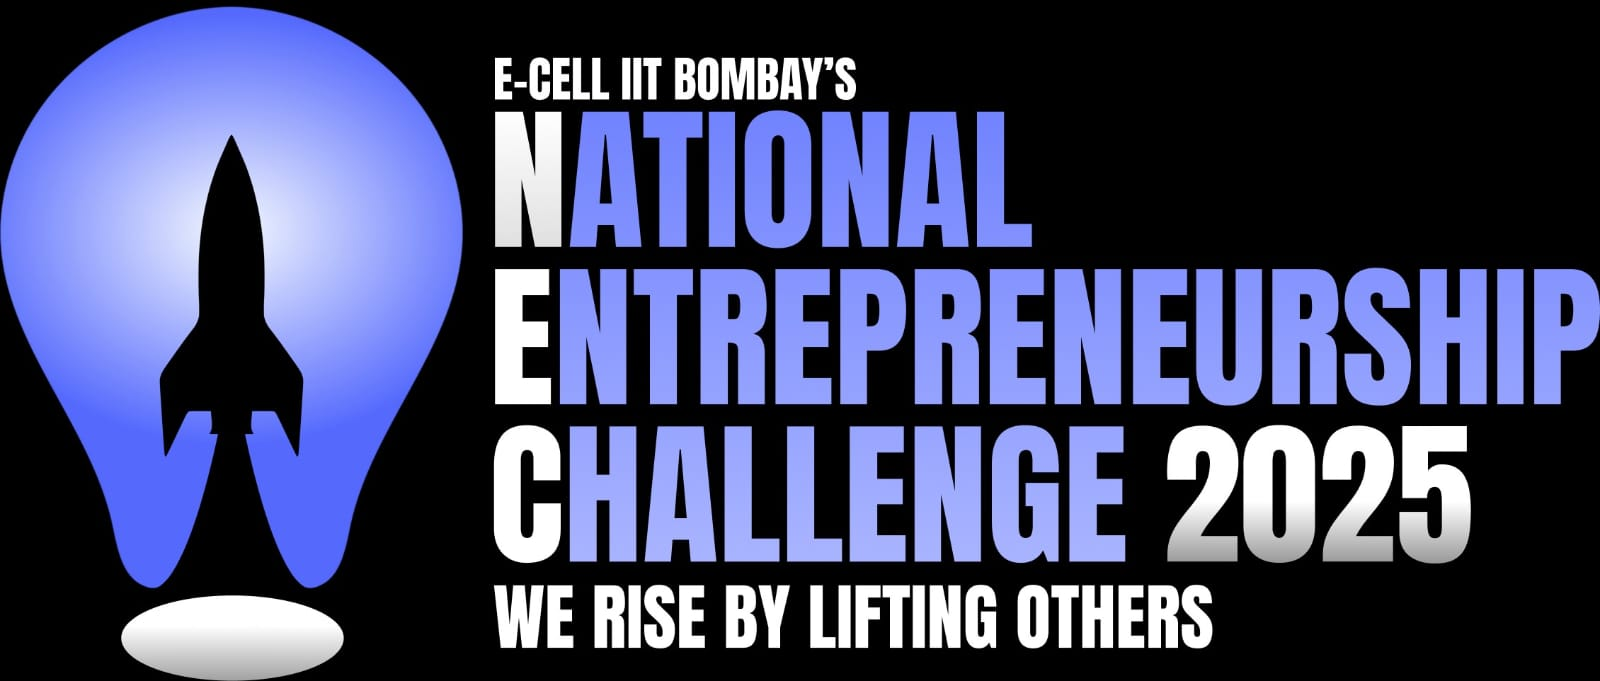 E-CELL IIT BOMBAY’S
NATIONAL
ENTREPRENEURSHIP
CHALLENGE 2025
WE RISE BY LIFTING OTHERS